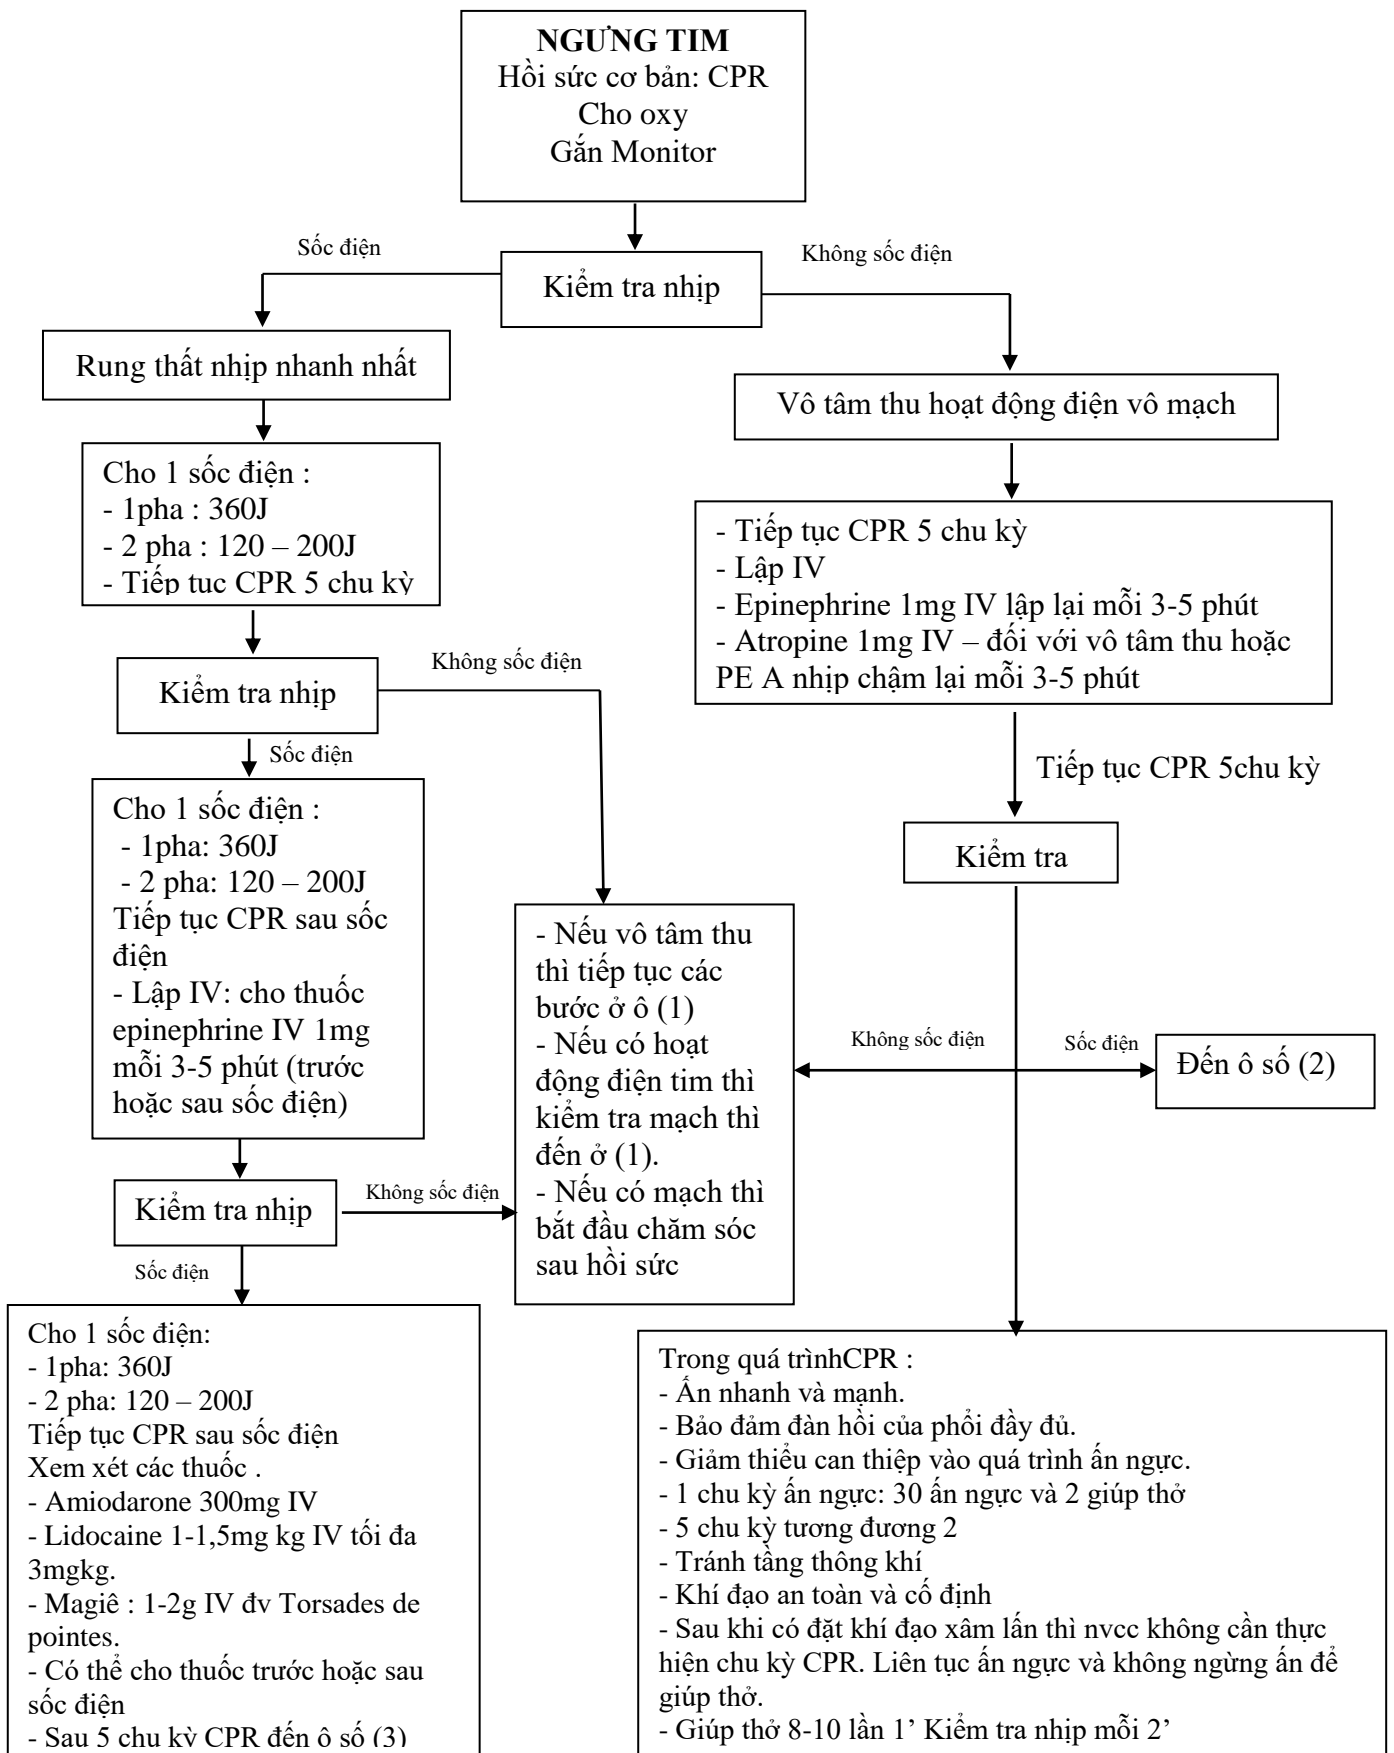 NGƯNG TIM
Hồi sức cơ bản: CPR
Cho oxy
Gắn Monitor
Sốc điện
Không sốc điện
Kiểm tra nhịp
Rung thất nhịp nhanh nhất
Vô tâm thu hoạt động điện vô mạch
Cho 1 sốc điện :
- 1pha : 360J
- 2 pha : 120 – 200J
- Tiếp tục CPR 5 chu kỳ
- Tiếp tục CPR 5 chu kỳ
- Lập IV
- Epinephrine 1mg IV lập lại mỗi 3-5 phút
- Atropine 1mg IV – đối với vô tâm thu hoặc
PE A nhịp chậm lại mỗi 3-5 phút
Kiểm tra nhịp
Không sốc điện
Sốc điện
Tiếp tục CPR 5chu kỳ
Cho 1 sốc điện :
- 1pha: 360J
- 2 pha: 120 – 200J
Tiếp tục CPR sau sốc
điện
- Lập IV: cho thuốc
epinephrine IV 1mg
mỗi 3-5 phút (trước
hoặc sau sốc điện)
Kiểm tra
- Nếu vô tâm thu
thì tiếp tục các
bước ở ô (1)
- Nếu có hoạt
động điện tim thì
kiểm tra mạch thì
đến ở (1).
- Nếu có mạch thì
bắt đầu chăm sóc
sau hồi sức
Không sốc điện
Sốc điện
Đến ô số (2)
Kiểm tra nhịp
Không sốc điện
Sốc điện
Cho 1 sốc điện:
- 1pha: 360J
- 2 pha: 120 – 200J
Tiếp tục CPR sau sốc điện
Xem xét các thuốc .
- Amiodarone 300mg IV
- Lidocaine 1-1,5mg kg IV tối đa
3mgkg.
- Magiê : 1-2g IV đv Torsades de
pointes.
- Có thể cho thuốc trước hoặc sau
sốc điện
- Sau 5 chu kỳ CPR đến ô số (3)
Trong quá trìnhCPR :
- Ấn nhanh và mạnh.
- Bảo đảm đàn hồi của phổi đầy đủ.
- Giảm thiểu can thiệp vào quá trình ấn ngực.
- 1 chu kỳ ấn ngực: 30 ấn ngực và 2 giúp thở
- 5 chu kỳ tương đương 2
- Tránh tầng thông khí
- Khí đạo an toàn và cố định
- Sau khi có đặt khí đạo xâm lấn thì nvcc không cần thực
hiện chu kỳ CPR. Liên tục ấn ngực và không ngừng ấn để
giúp thở.
- Giúp thở 8-10 lần 1’ Kiểm tra nhịp mỗi 2’